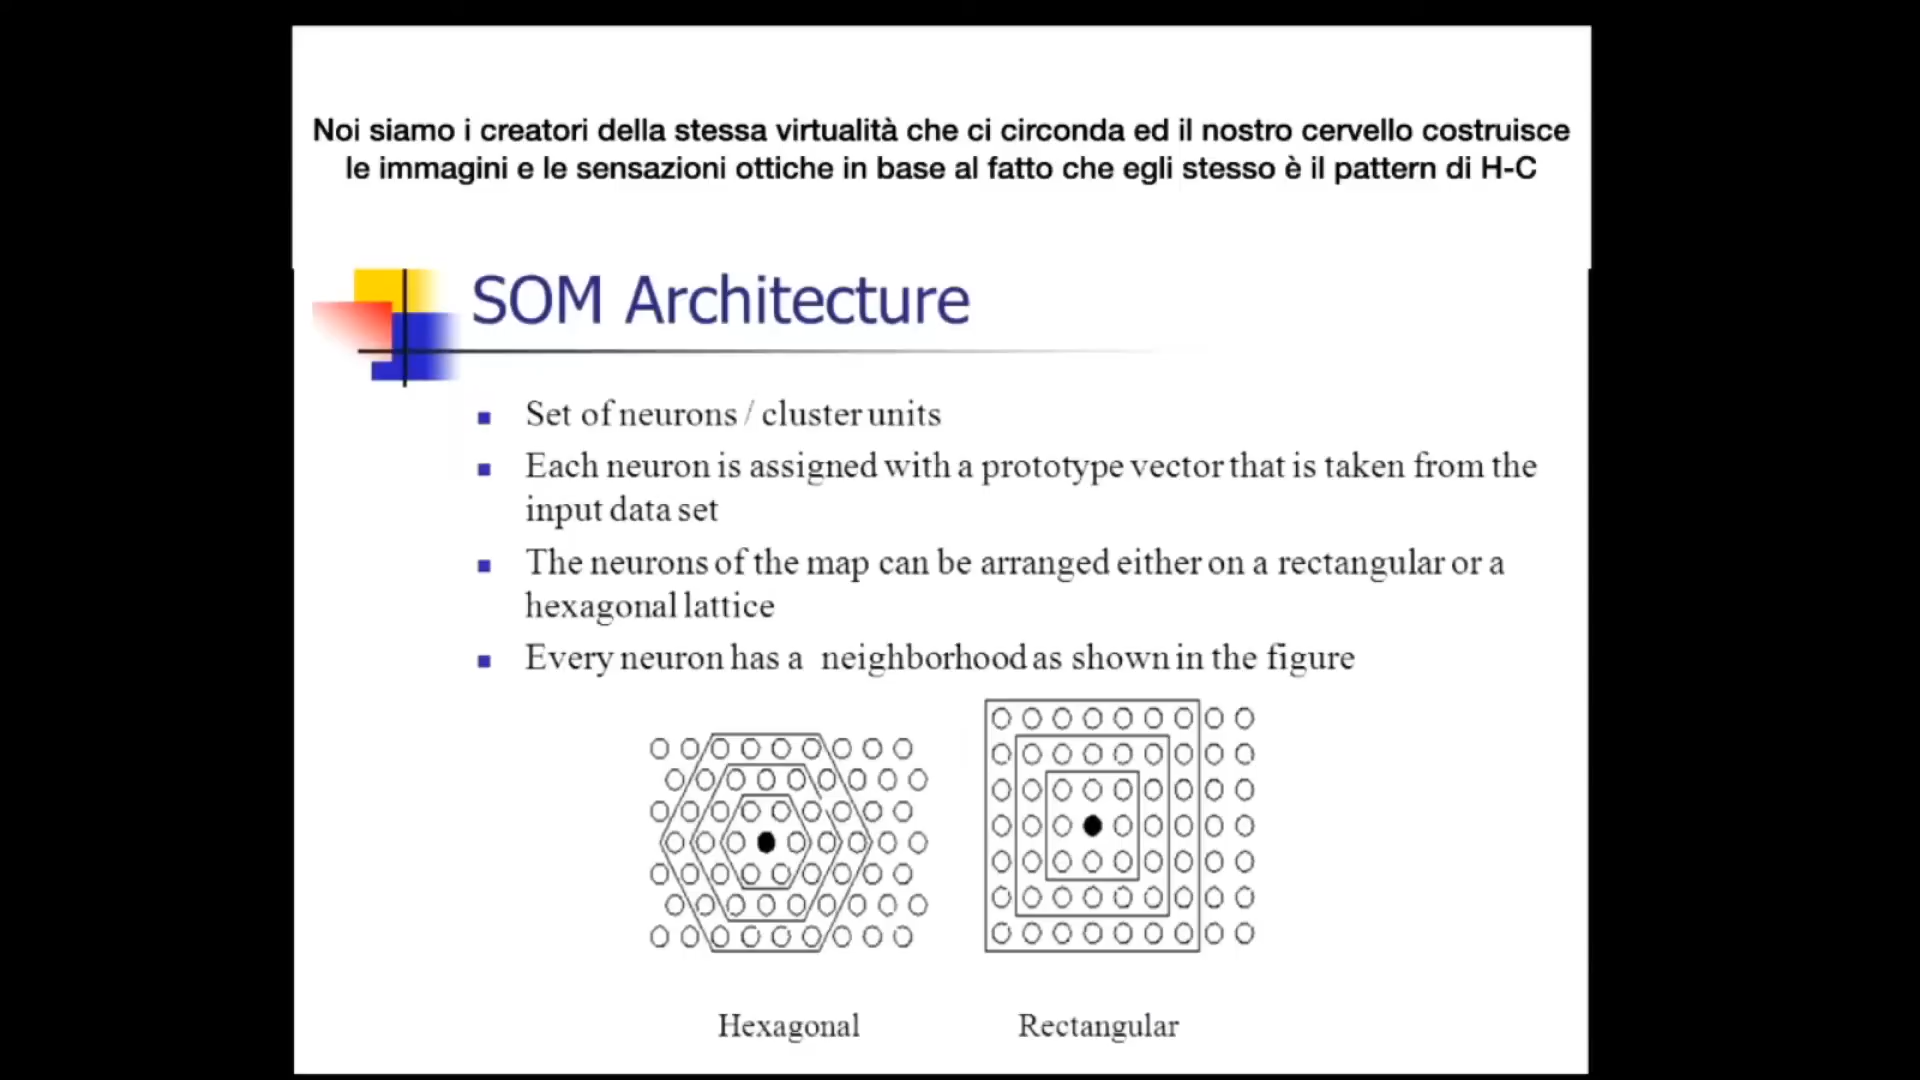 Noi siamo i creatori della stessa virtualità che ci circonda ed il nostro cervello costruisce
le immagini e le sensazioni ottiche in base al fatto che egli stesso è il pattern di H-C
SOM Architecture
Set of neurons / cluster units
Each neuron is assigned with a prototype vector that is taken from the
input data set
The neurons of the map can be arranged either on a rectangular or a
hexagonal lattice
Every neuron has a neighborhood as shown in the figure
Hexagonal
Rectangular